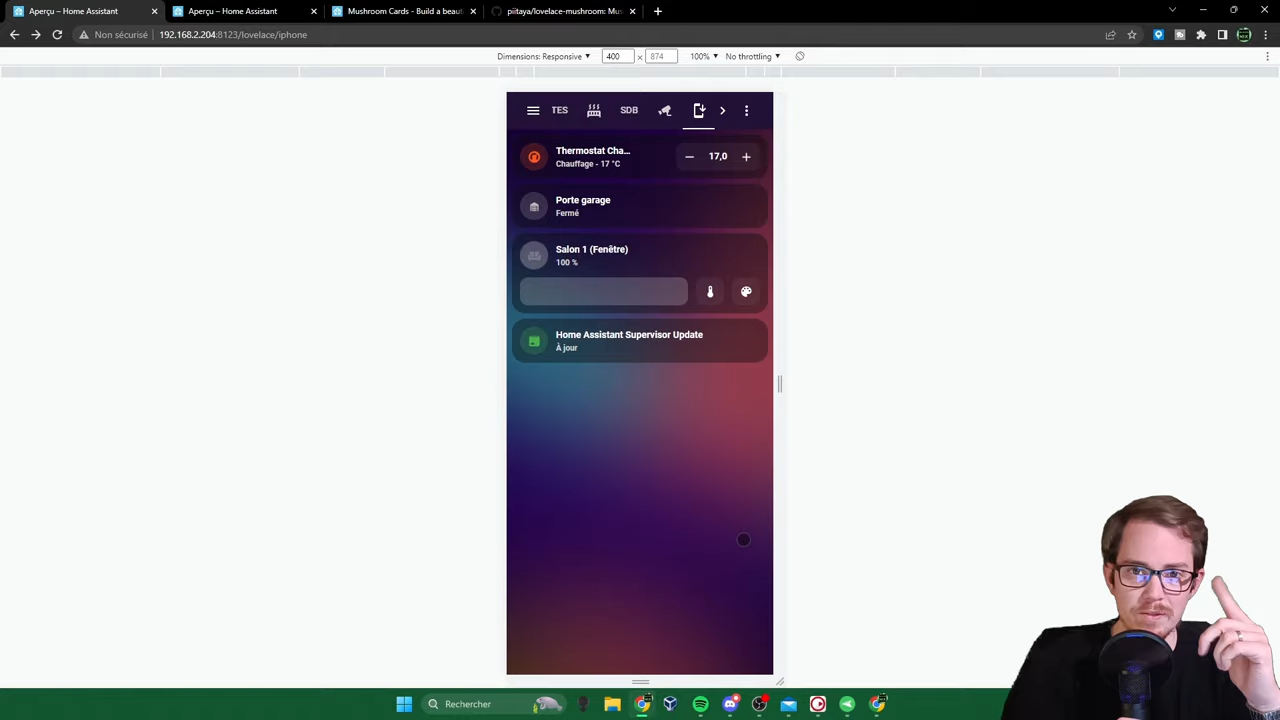 Aperçu - Home Assistant
Aperçu – Home Assistant
Mushroom Cards - Build a beaut
piitaya/lovelace-mushroom: Mus
Non sécurisé
192.168.2.204:8123/lovelace/iphone
Dimensions: Responsive
400
×
874
100%
No throttling
TES
SDB
Thermostat Cha...
Chauffage - 17 °C
17,0
Porte garage
Fermé
Salon 1 (Fenêtre)
100 %
Home Assistant Supervisor Update
À jour
Rechercher